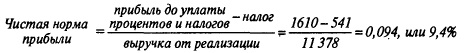 Чистая норма прибыли = (прибыль до уплаты процентов и налогов − налог) / выручка от реализации = (1610 − 541) / 11 378 = 0,094, или 9,4%